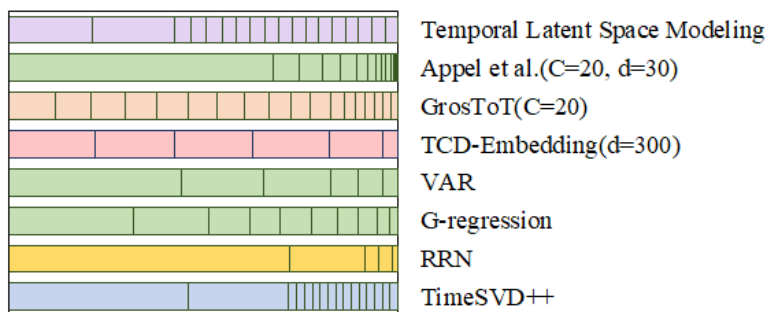 Temporal Latent Space Modeling
Appel et al.(C=20, d=30)
GrosToT(C=20)
TCD-Embedding(d=300)
VAR
G-regression
RRN
TimeSVD++